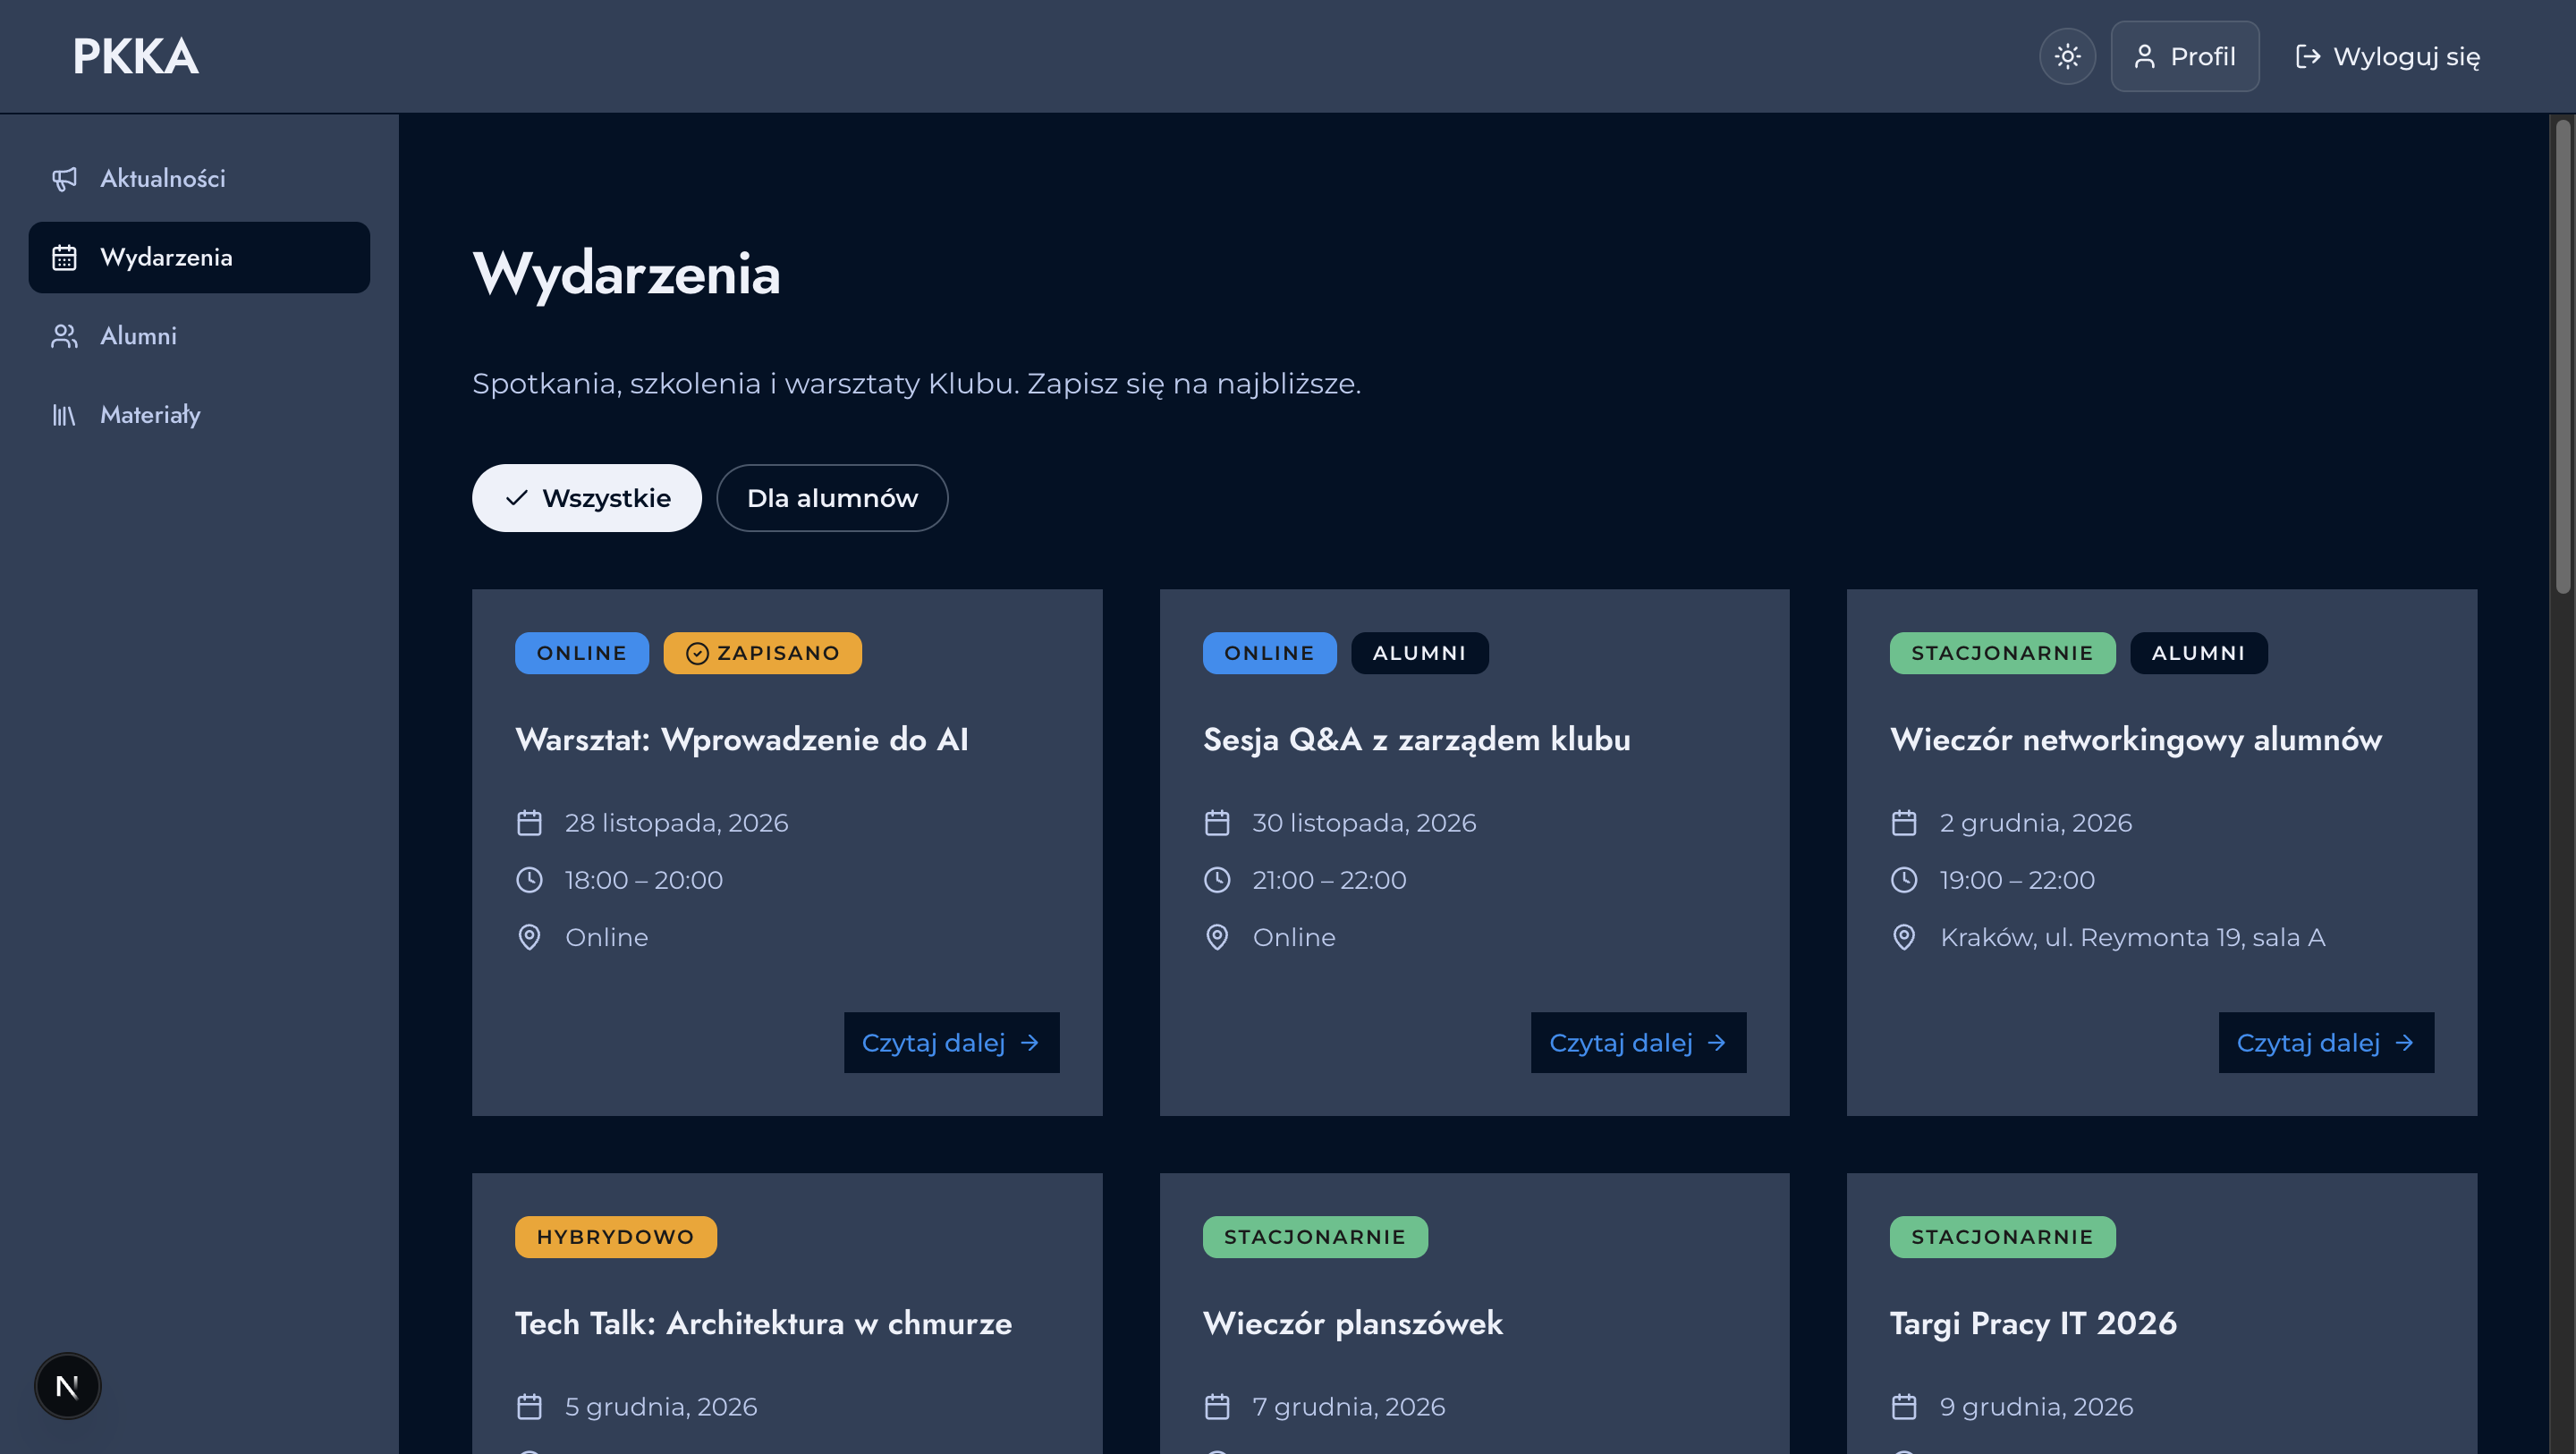 PKKA
Profil
Wyloguj się
Aktualności
Wydarzenia
Alumni
Materiały
Wydarzenia
Spotkania, szkolenia i warsztaty Klubu. Zapisz się na najbliższe.
Wszystkie
Dla alumnów
ONLINE
ZAPISANO
Warsztat: Wprowadzenie do AI
28 listopada, 2026
18:00 – 20:00
Online
Czytaj dalej
ONLINE
ALUMNI
Sesja Q&A z zarządem klubu
30 listopada, 2026
21:00 – 22:00
Online
Czytaj dalej
STACJONARNIE
ALUMNI
Wieczór networkingowy alumnów
2 grudnia, 2026
19:00 – 22:00
Kraków, ul. Reymonta 19, sala A
Czytaj dalej
HYBRYDOWO
Tech Talk: Architektura w chmurze
5 grudnia, 2026
STACJONARNIE
Wieczór planszówek
7 grudnia, 2026
STACJONARNIE
Targi Pracy IT 2026
9 grudnia, 2026
N